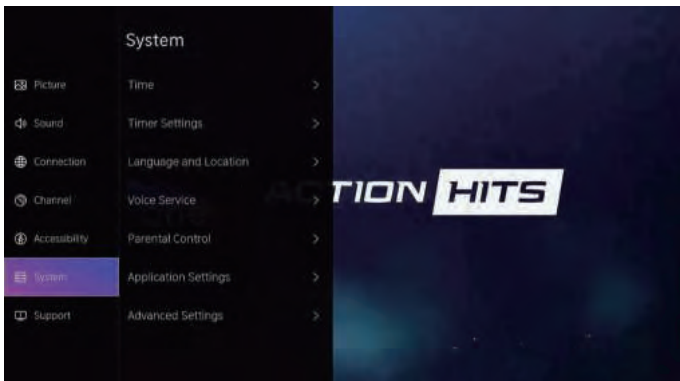 System
Picture
Time
Sound
Timer Settings
Connection
Language and Location
Channel
Voice Service
Accessibility
Parental Control
System
Application Settings
Support
Advanced Settings
ACTION HITS